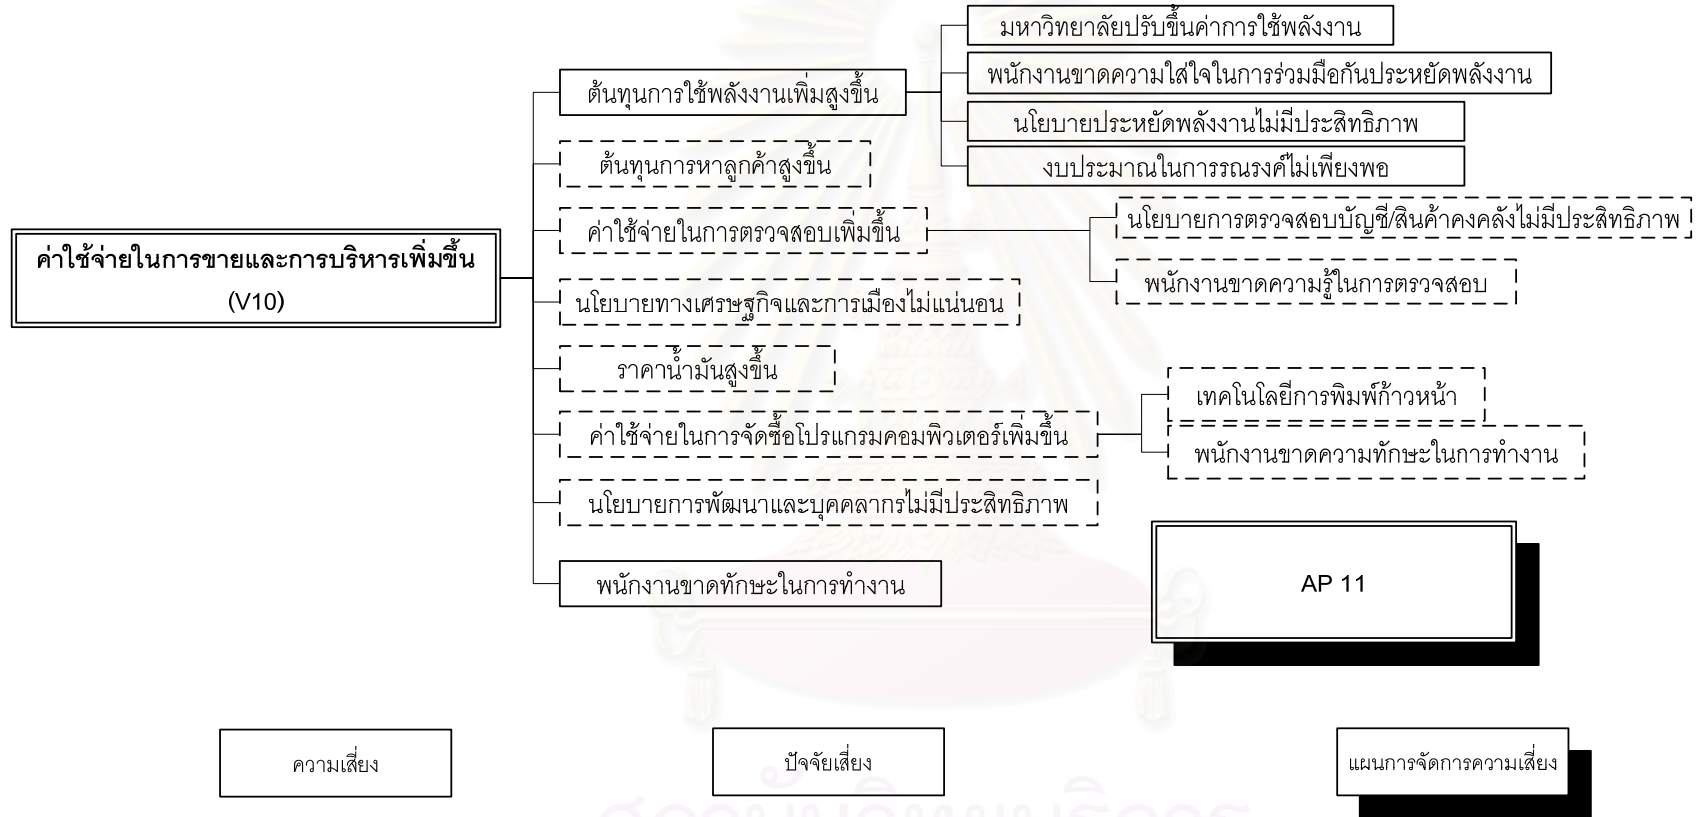 มหาวิทยาลัยปรับขึ้นค่าการใช้พลังงาน
พนักงานขาดความใส่ใจในการร่วมมือกันประหยัดพลังงาน
ต้นทุนการใช้พลังงานเพิ่มสูงขึ้น
นโยบายประหยัดพลังงานไม่มีประสิทธิภาพ
ต้นทุนการหาลูกค้าสูงขึ้น
งบประมาณในการรณรงค์ไม่เพียงพอ
ค่าใช้จ่ายในการตรวจสอบเพิ่มขึ้น
นโยบายการตรวจสอบบัญชี/สินค้าคงคลังไม่มีประสิทธิภาพ
ค่าใช้จ่ายในการขายและการบริหารเพิ่มขึ้น
(V10)
พนักงานขาดความรู้ในการตรวจสอบ
นโยบายทางเศรษฐกิจและการเมืองไม่แน่นอน
ราคาน้ำมันสูงขึ้น
เทคโนโลยีการพิมพ์ก้าวหน้า
ค่าใช้จ่ายในการจัดซื้อโปรแกรมคอมพิวเตอร์เพิ่มขึ้น
พนักงานขาดความทักษะในการทำงาน
นโยบายการพัฒนาและบุคคลากรไม่มีประสิทธิภาพ
พนักงานขาดทักษะในการทำงาน
AP 11
ความเสี่ยง
ปัจจัยเสี่ยง
แผนการจัดการความเสี่ยง